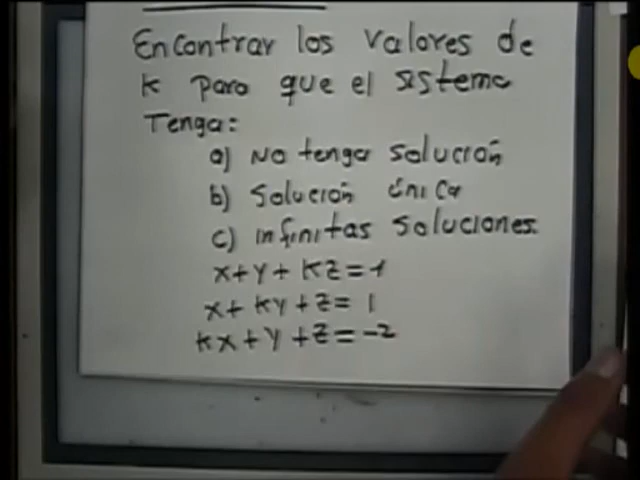 Encontrar los valores de
K para que el sistema
Tenga:
a) No tenga solución
b) Solución única
c) infinitas soluciones.
x+y+kz=1
x+ky+z=1
kx+y+z=-2